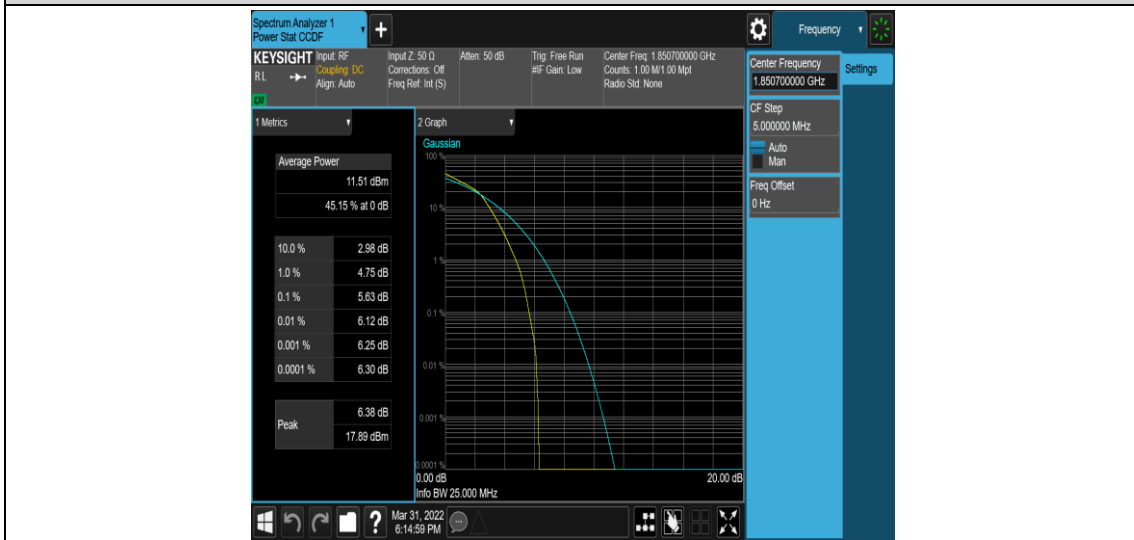 Spectrum Analyzer 1
Power Stat CCDF
+
Frequency
KEYSIGHT
RL
LXI
Input: RF
Coupling: DC
Align: Auto
Input Z: 50 Ω
Corrections: Off
Freq Ref: Int (S)
Atten: 50 dB
Trig: Free Run
#IF Gain: Low
Center Freq: 1.850700000 GHz
Counts: 1.00 M/1.00 Mpt
Radio Std: None
Center Frequency
1.850700000 GHz
Settings
CF Step
5.000000 MHz
Auto
Man
Freq Offset
0 Hz
1 Metrics
Average Power
11.51 dBm
45.15 % at 0 dB
10.0 % 2.98 dB
1.0 % 4.75 dB
0.1 % 5.63 dB
0.01 % 6.12 dB
0.001 % 6.25 dB
0.0001 % 6.30 dB
Peak
6.38 dB
17.89 dBm
2 Graph
Gaussian
100 %
10 %
1 %
0.1 %
0.01 %
0.001 %
0.0001 %
0.00 dB 20.00 dB
Info BW 25.000 MHz
?
Mar 31, 2022
6:14:59 PM